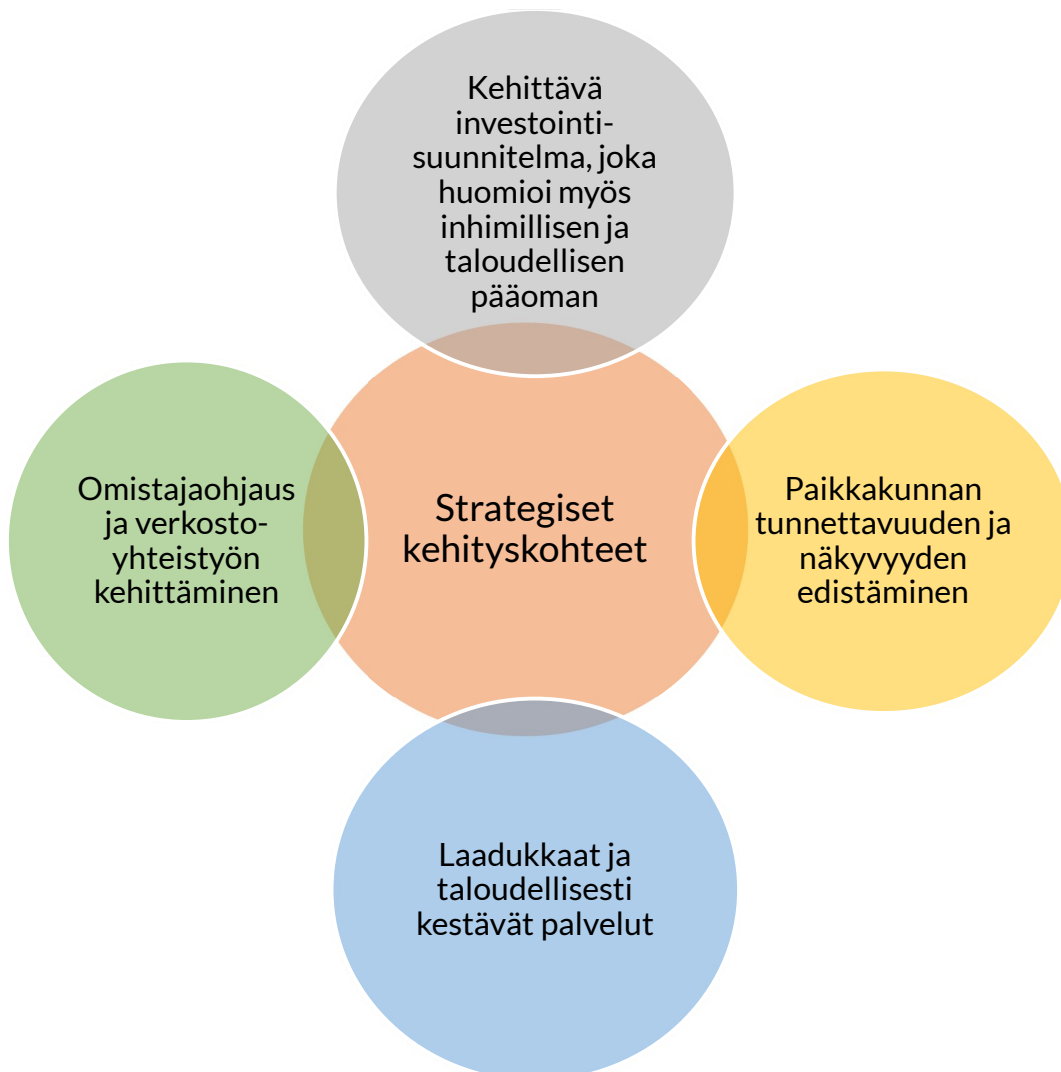 Kehittävä
investointi-
suunnitelma, joka
huomioi myös
inhimillisen ja
taloudellisen
pääoman
Omistajaohjaus
ja verkosto-
yhteistyön
kehittäminen
Strategiset
kehityskohteet
Paikkakunnan
tunnettavuuden ja
näkyvyyden
edistäminen
Laadukkaat ja
taloudellisesti
kestävät palvelut